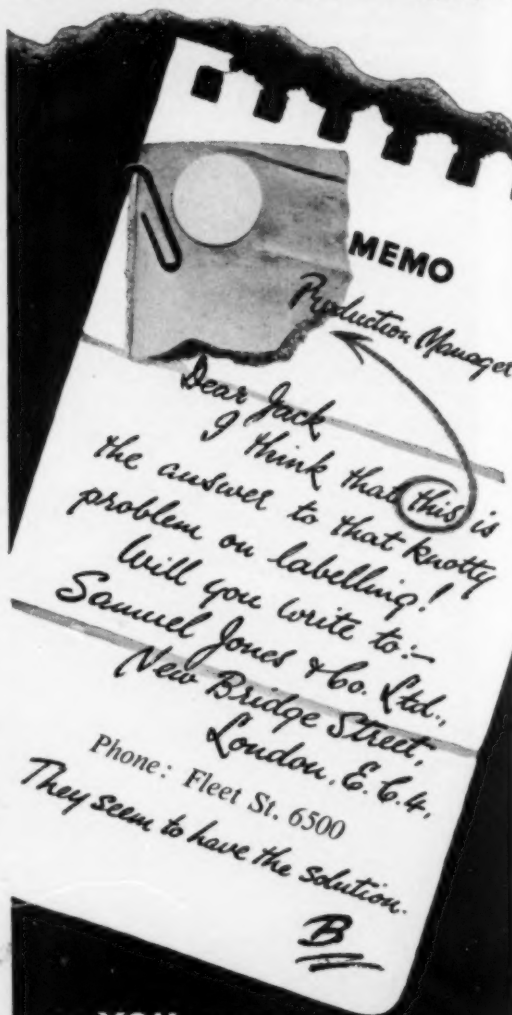 MEMO
Production Manager
Dear Jack
I think that this is
the answer to that knotty
problem on labelling!
Will you write to:-
Samuel Jones & Co. Ltd.,
New Bridge Street,
London. E.C.4.
Phone: Fleet St. 6500
They seem to have the solution.
B